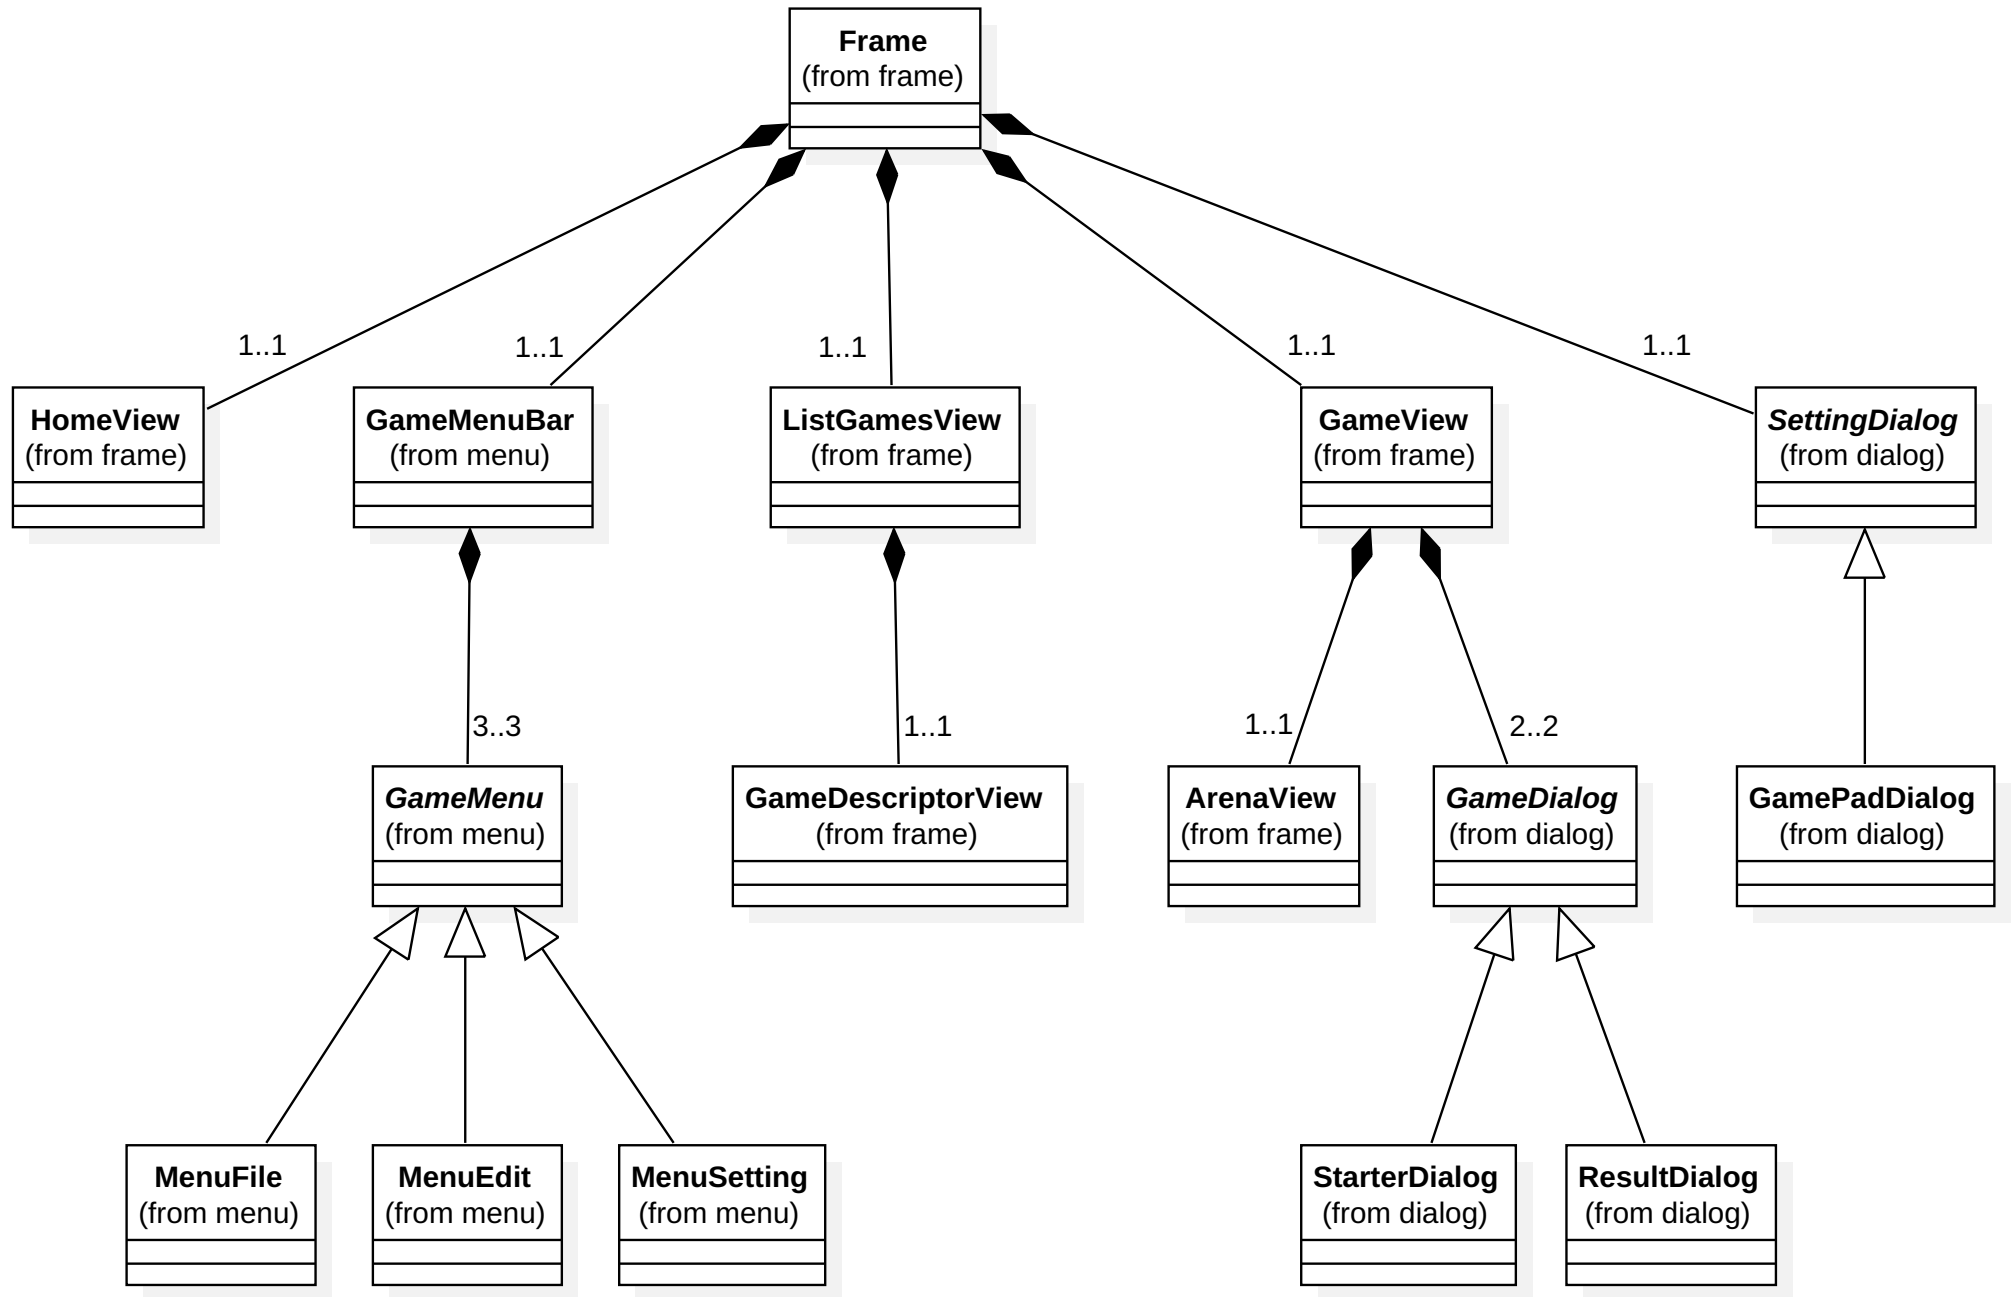 Frame
(from frame)
1..1
1..1
1..1
1..1
1..1
HomeView
(from frame)
GameMenuBar
(from menu)
ListGamesView
(from frame)
GameView
(from frame)
SettingDialog
(from dialog)
3..3
1..1
1..1
2..2
GameMenu
(from menu)
GameDescriptorView
(from frame)
ArenaView
(from frame)
GameDialog
(from dialog)
GamePadDialog
(from dialog)
MenuFile
(from menu)
MenuEdit
(from menu)
MenuSetting
(from menu)
StarterDialog
(from dialog)
ResultDialog
(from dialog)